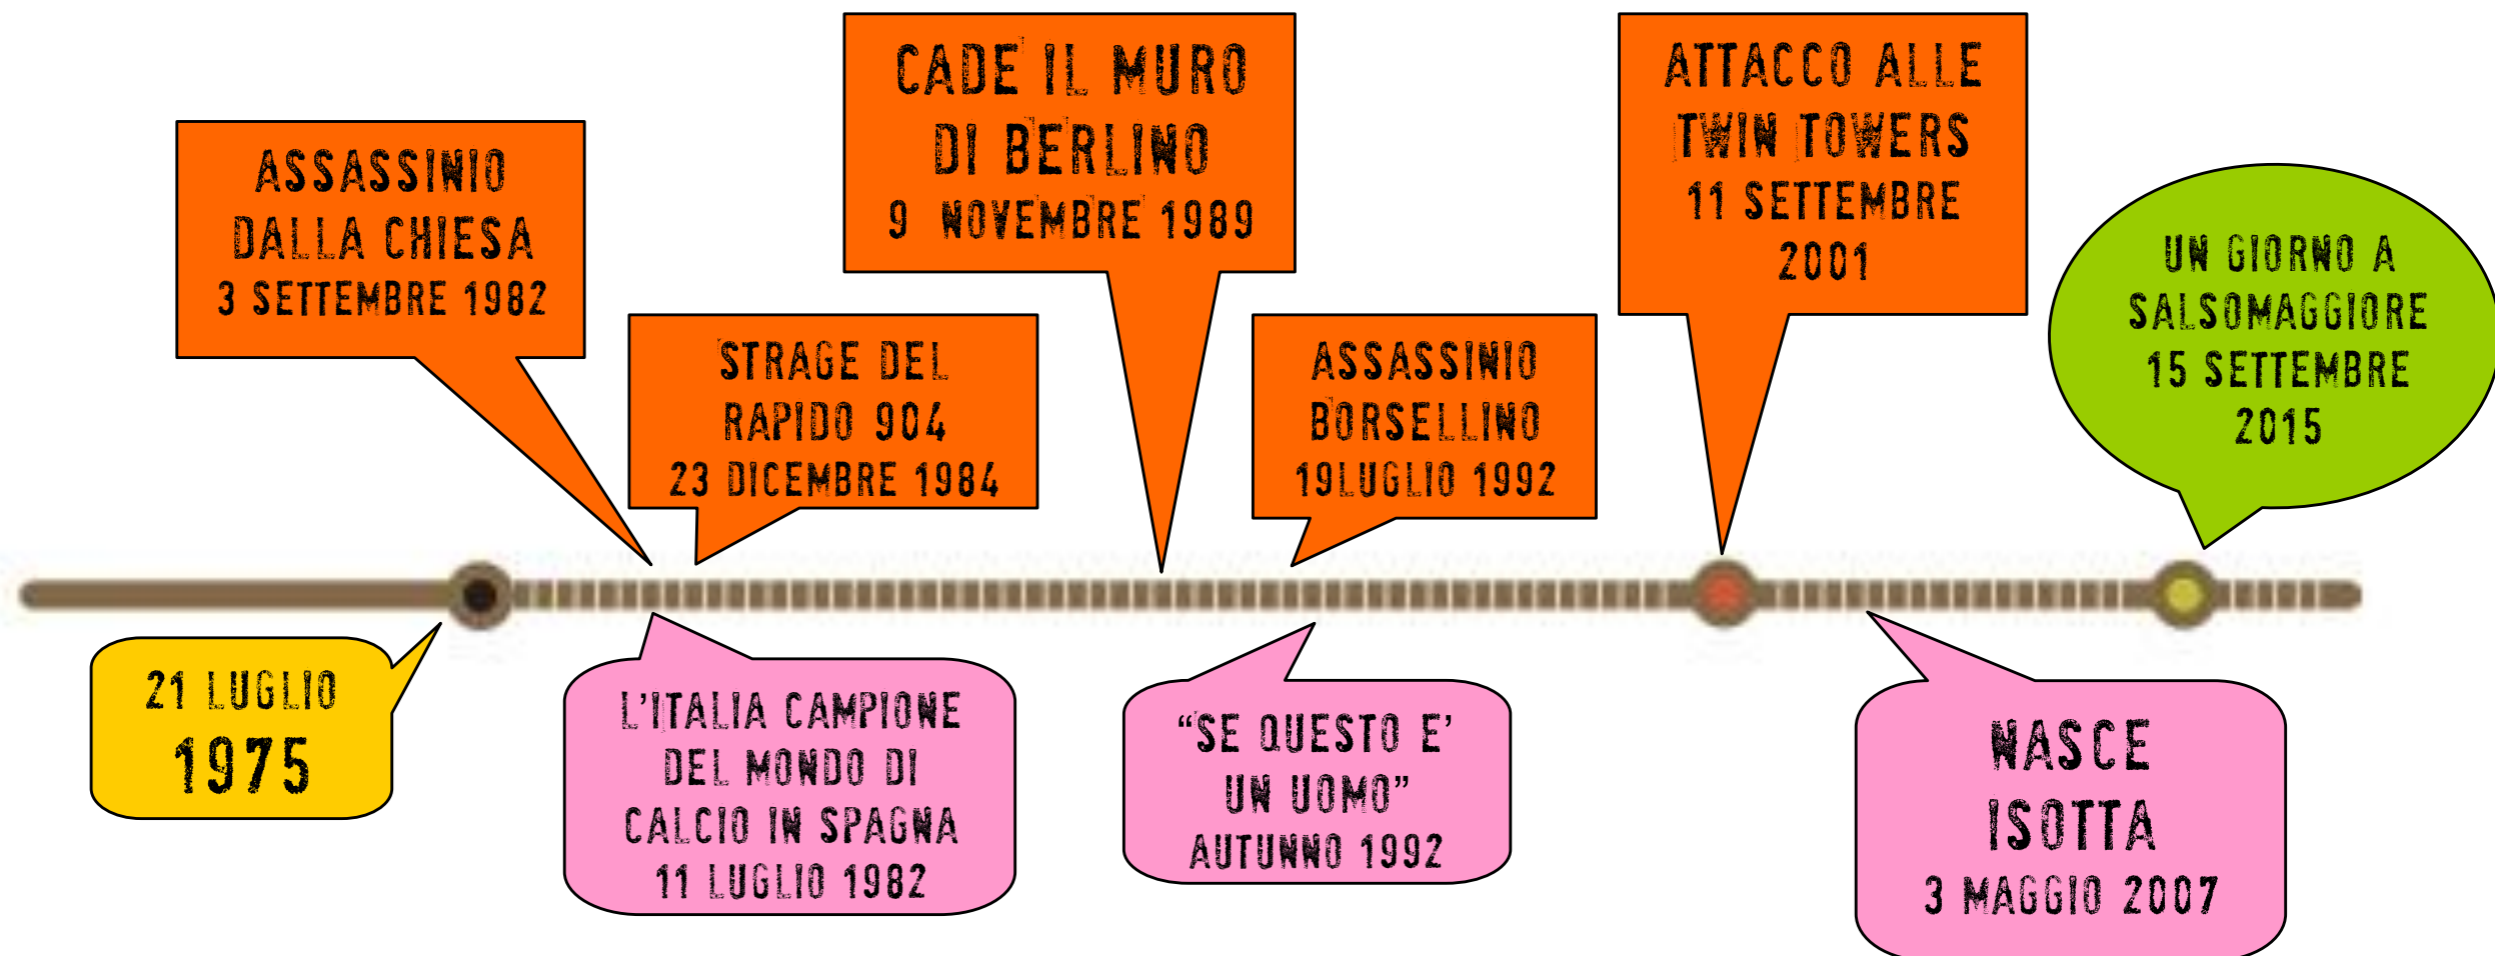 ASSASSINIO
DALLA CHIESA
3 SETTEMBRE 1982
STRAGE DEL
RAPIDO 904
23 DICEMBRE 1984
CADE IL MURO
DI BERLINO
9 NOVEMBRE 1989
ASSASSINIO
BORSELLINO
19LUGLIO 1992
ATTACCO ALLE
TWIN TOWERS
11 SETTEMBRE
2001
UN GIORNO A
SALSOMAGGIORE
15 SETTEMBRE
2015
21 LUGLIO
1975
L'ITALIA CAMPIONE
DEL MONDO DI
CALCIO IN SPAGNA
11 LUGLIO 1982
“SE QUESTO E'
UN UOMO”
AUTUNNO 1992
NASCE
ISOTTA
3 MAGGIO 2007